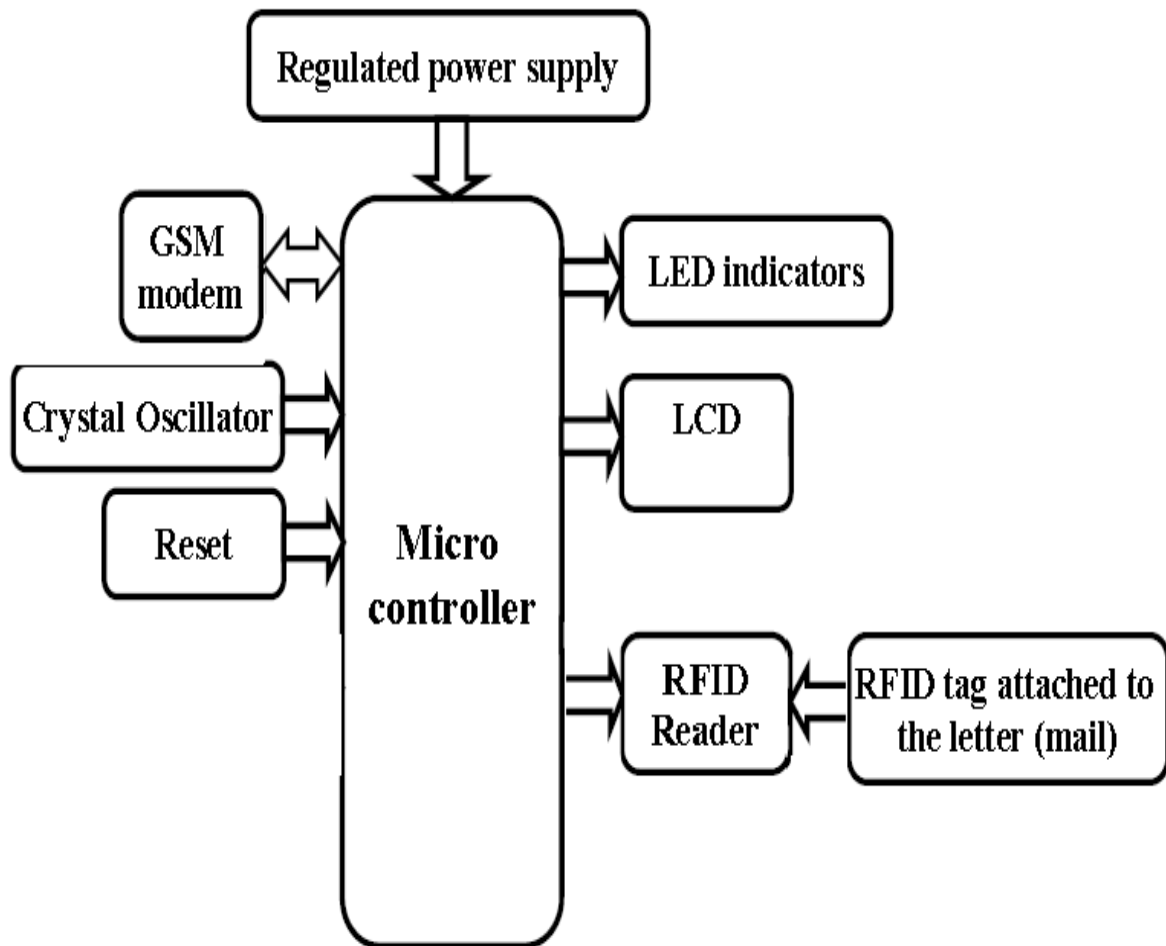 Regulated power supply
GSM
modem
LED indicators
Crystal Oscillator
LCD
Reset
Micro
controller
RFID
Reader
RFID tag attached to
the letter (mail)